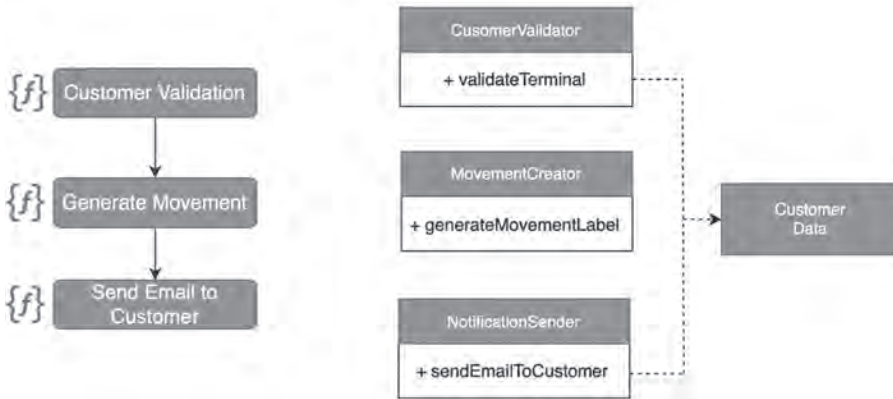 {f} Customer Validation
{f} Generate Movement
{f} Send Email to
Customer
CusomerValidator
+ validateTerminal
MovementCreator
+ generateMovementLabel
NotificationSender
+ sendEmailToCustomer
Customer
Data